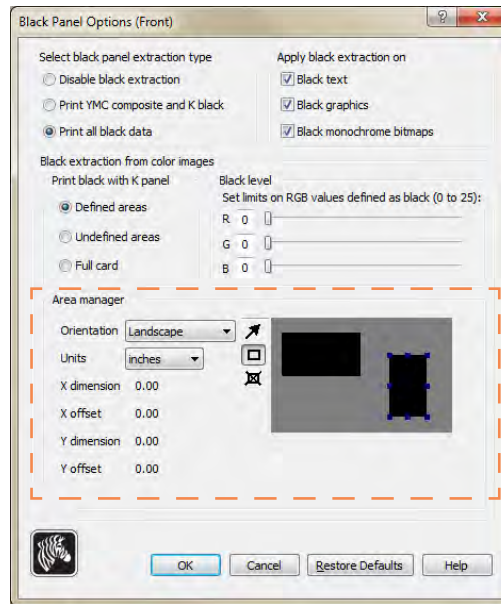 Black Panel Options (Front)
Select black panel extraction type
Disable black extraction
Print YMC composite and K black
Print all black data
Apply black extraction on
Black text
Black graphics
Black monochrome bitmaps
Black extraction from color images
Print black with K panel
Defined areas
Undefined areas
Full card
Black level
Set limits on RGB values defined as black (0 to 25):
R 0
G 0
B 0
Area manager
Orientation Landscape
Units inches
X dimension 0.00
X offset 0.00
Y dimension 0.00
Y offset 0.00
OK Cancel Restore Defaults Help